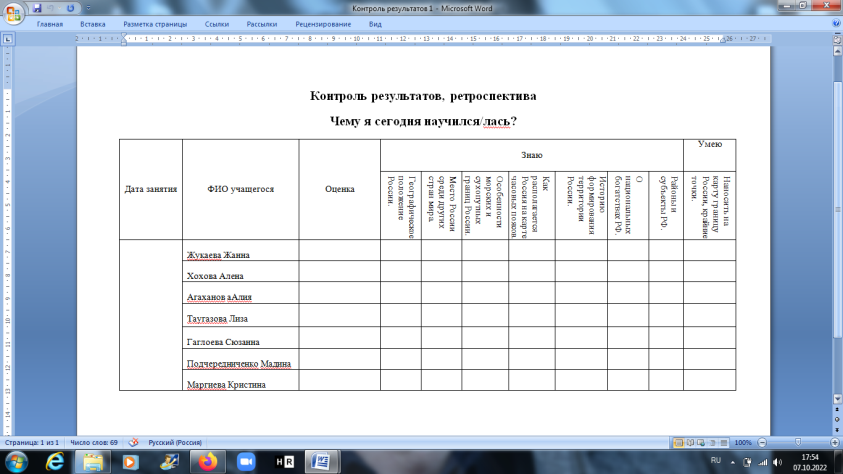 Контроль результатов 1 - Microsoft Word
Главная Вставка Разметка страницы Ссылки Рассылки Рецензирование Вид
Контроль результатов, ретроспектива
Чему я сегодня научился/лась?
Дата занятия
ФИО учащегося
Оценка
Знаю
Умею
Географическое
положение
России.
Место России
среди других
стран мира.
Особенности
сухопутных
морских и
границ России.
Как
располагается
Россия на карте
часовых поясов
Историю
формирования
территории
России.
О
национальных
богатствах РФ.
Районы и
субъекты РФ.
Наносить на
карту границу
России, крайние
точки.
Жукаева Жанна
Хохова Алена
Агаханов аАлия
Таугазова Лиза
Гаглоева Сюзанна
Подчередниченко Мадина
Маргиева Кристина
Страница: 1 из 1 Число слов: 69 Русский (Россия) 100%
HR
RU
17:54
07.10.2022